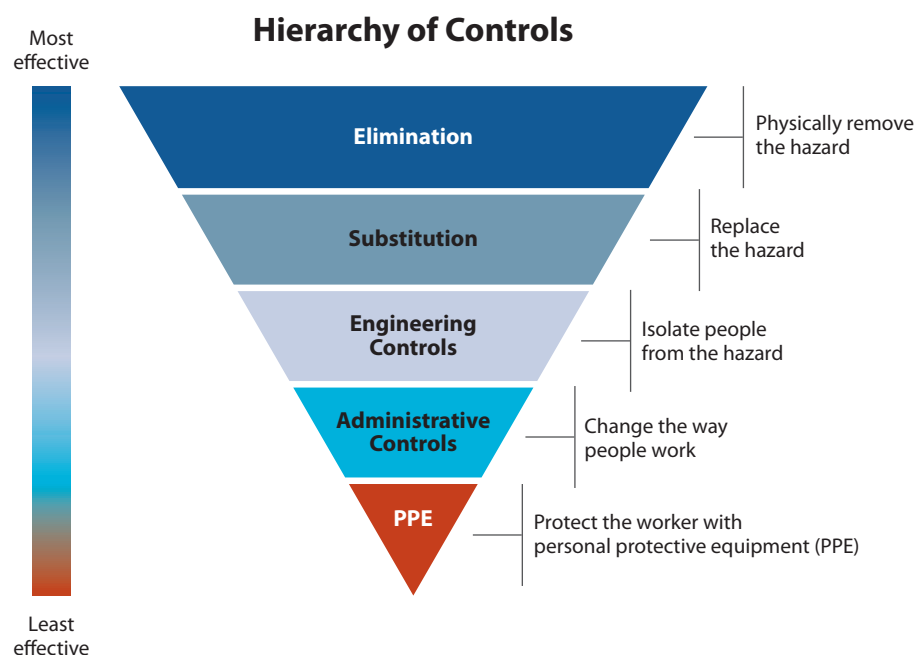 Hierarchy of Controls
Most
effective
Elimination
Physically remove
the hazard
Substitution
Replace
the hazard
Engineering
Controls
Isolate people
from the hazard
Administrative
Controls
Change the way
people work
PPE
Protect the worker with
personal protective equipment (PPE)
Least
effective